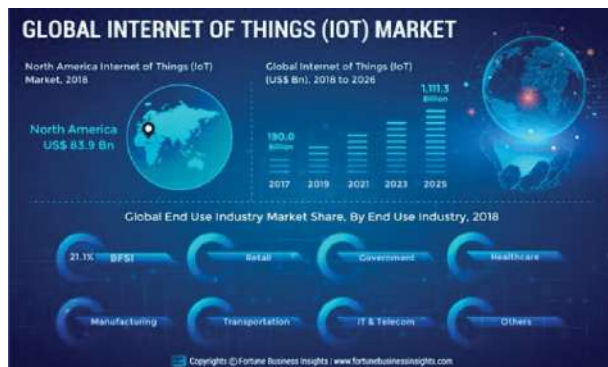 GLOBAL INTERNET OF THINGS (IOT) MARKET
North America Internet of Things (IoT)
Market, 2018
North America
US$ 83.9 Bn
Global Internet of Things (IoT)
(US$ Bn), 2018 to 2026
190.0
Billion
1,111.3
Billion
2017 2019 2021 2023 2025
Global End Use Industry Market Share, By End Use Industry, 2018
21.1% BFSI Retail Government Healthcare
Manufacturing Transportation IT & Telecom Others
Copyrights © Fortune Business Insights | www.fortunebusinessinsights.com